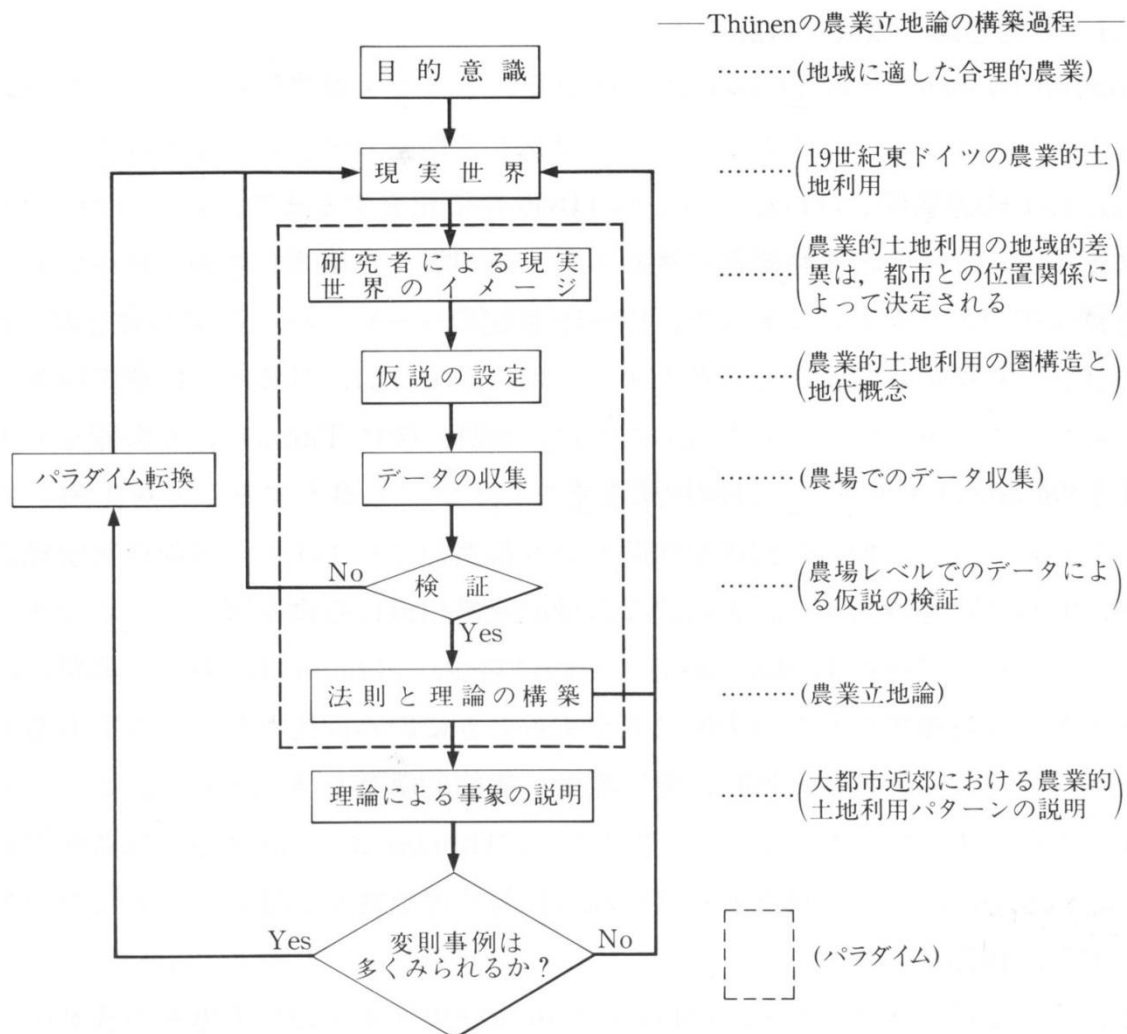 Thünenの農業立地論の構築過程
目的意識
(地域に適した合理的農業)
現実世界
(19世紀東ドイツの農業的土
地利用)
研究者による現実
世界のイメージ
(農業的土地利用の地域的差
異は，都市との位置関係に
よって決定される)
仮説の設定
(農業的土地利用の圏構造と
地代概念)
パラダイム転換
データの収集
(農場でのデータ収集)
No
検証
Yes
(農場レベルでのデータによ
る仮説の検証)
法則と理論の構築
(農業立地論)
理論による事象の説明
(大都市近郊における農業的
土地利用パターンの説明)
Yes
変則事例は
多くみられるか？
No
(パラダイム)